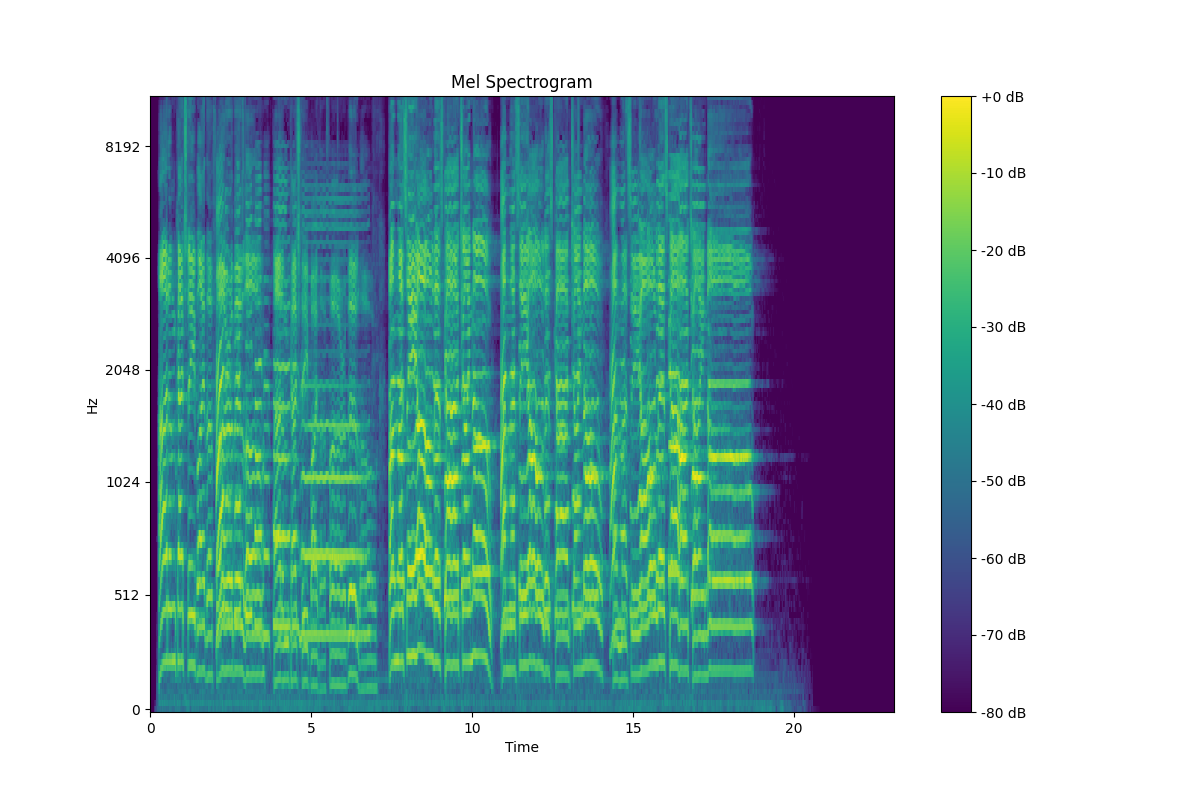 Mel Spectrogram
+0 dB
8192
-10 dB
-20 dB
4096
-30 dB
2048
Hz
-40 dB
1024
-50 dB
-60 dB
512
-70 dB
0
-80 dB
0 5 10 15 20
Time